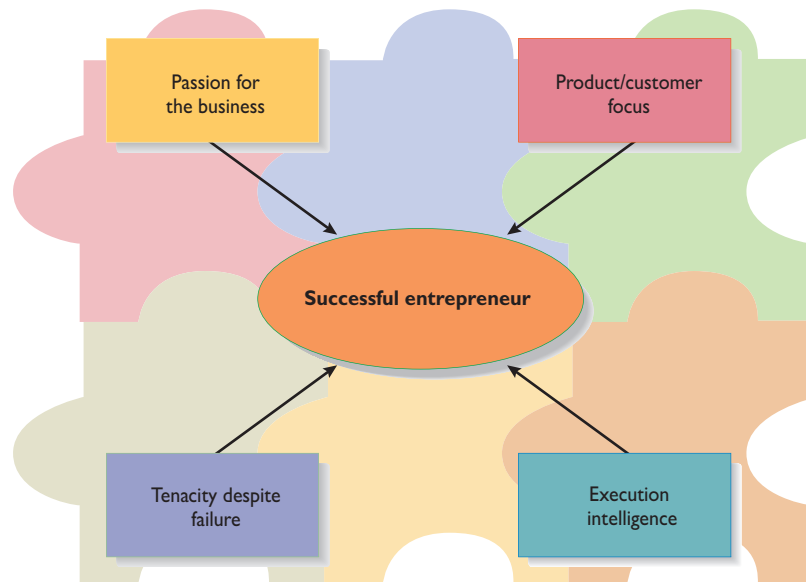 Passion for
the business
Product/customer
focus
Successful entrepreneur
Tenacity despite
failure
Execution
intelligence